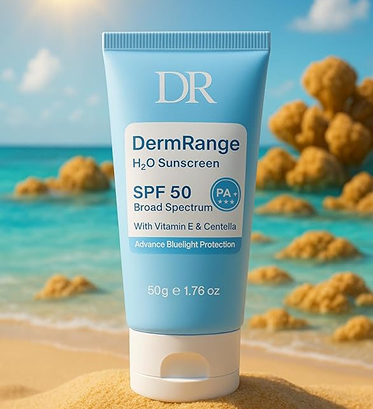 DR
DermRange
H₂O Sunscreen
SPF 50
PA+
★★★
Broad Spectrum
With Vitamin E & Centella
Advance Bluelight Protection
50g e 1.76 oz